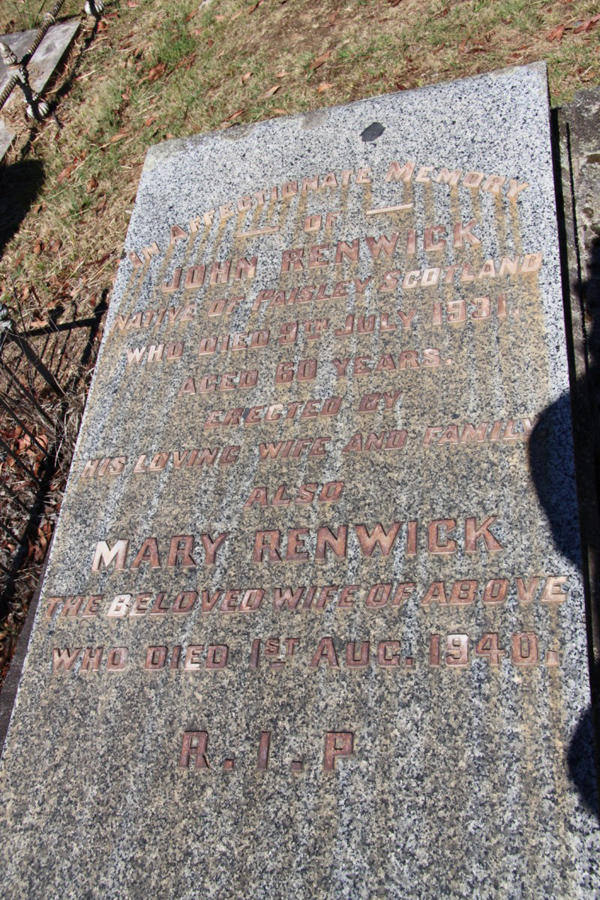 IN AFFECTIONATE MEMORY
OF
JOHN RENWICK
NATIVE OF PAISLEY SCOTLAND
WHO DIED 9TH JULY 1931.
AGED 60 YEARS.
ERECTED BY
HIS LOVING WIFE AND FAMILY
ALSO
MARY RENWICK
THE BELOVED WIFE OF ABOVE
WHO DIED 1ST AUG. 1940.
R.I.P